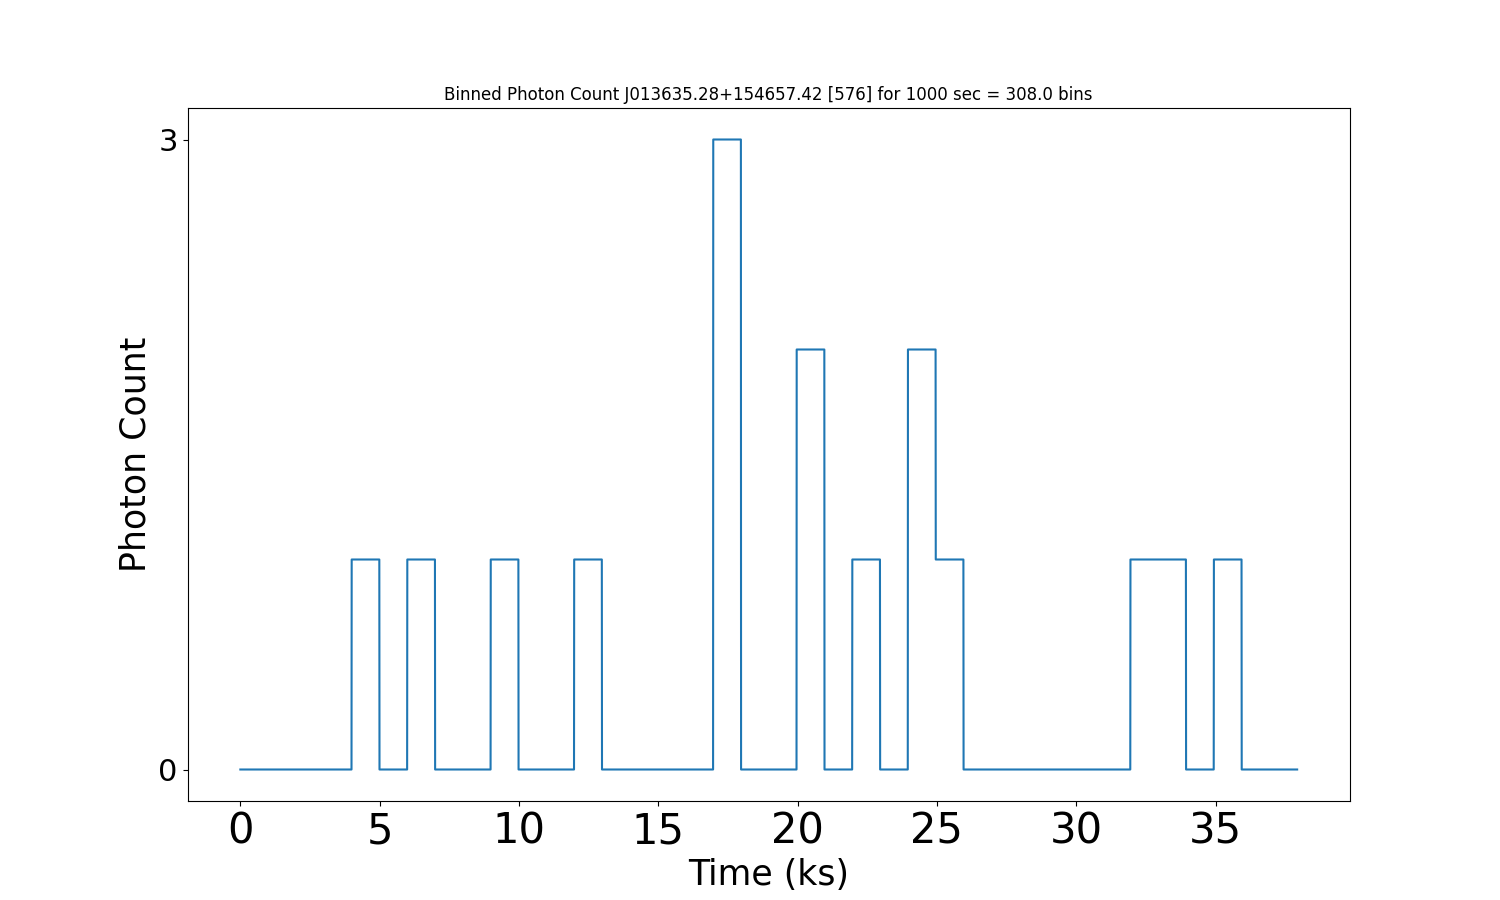 Binned Photon Count J013635.28+154657.42 [576] for 1000 sec = 308.0 bins
3
Photon Count
0
0 5 10 15 20 25 30 35
Time (ks)